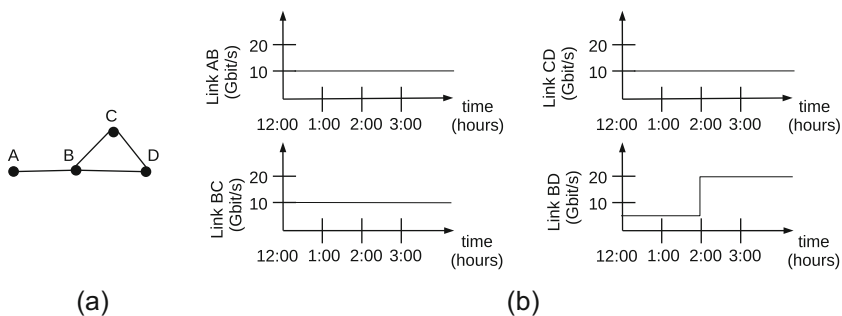 C
A
B
D
(a)
Link AB
(Gbit/s)
20
10
12:00 1:00 2:00 3:00
time
(hours)
Link CD
(Gbit/s)
20
10
12:00 1:00 2:00 3:00
time
(hours)
Link BC
(Gbit/s)
20
10
12:00 1:00 2:00 3:00
time
(hours)
Link BD
(Gbit/s)
20
10
12:00 1:00 2:00 3:00
time
(hours)
(b)